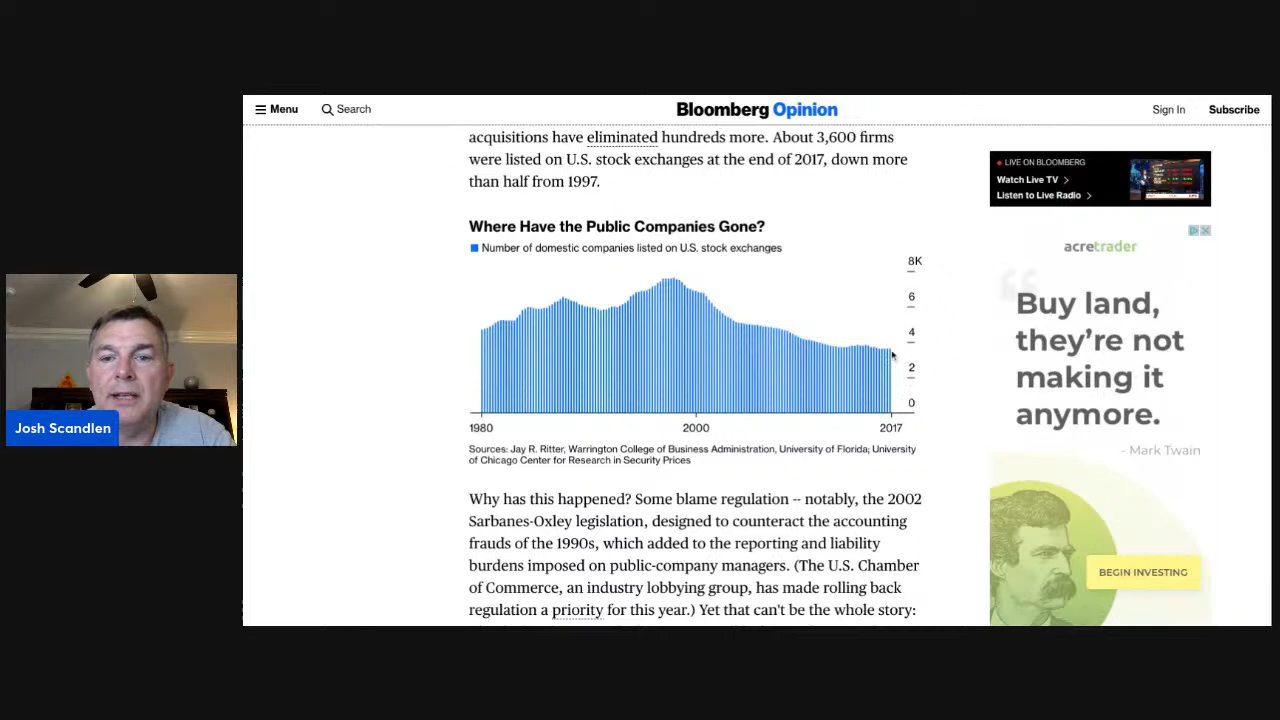 Menu
Search
Bloomberg Opinion
Sign In
Subscribe
acquisitions have eliminated hundreds more. About 3,600 firms
were listed on U.S. stock exchanges at the end of 2017, down more
than half from 1997.
Where Have the Public Companies Gone?
Number of domestic companies listed on U.S. stock exchanges
8K
6
4
2
0
1980
2000
2017
Sources: Jay R. Ritter, Warrington College of Business Administration, University of Florida; University
of Chicago Center for Research in Security Prices
Why has this happened? Some blame regulation -- notably, the 2002
Sarbanes-Oxley legislation, designed to counteract the accounting
frauds of the 1990s, which added to the reporting and liability
burdens imposed on public-company managers. (The U.S. Chamber
of Commerce, an industry lobbying group, has made rolling back
regulation a priority for this year.) Yet that can't be the whole story:
LIVE ON BLOOMBERG
Watch Live TV
Listen to Live Radio
acretrader
Buy land,
they're not
making it
anymore.
- Mark Twain
BEGIN INVESTING
Josh Scandlen